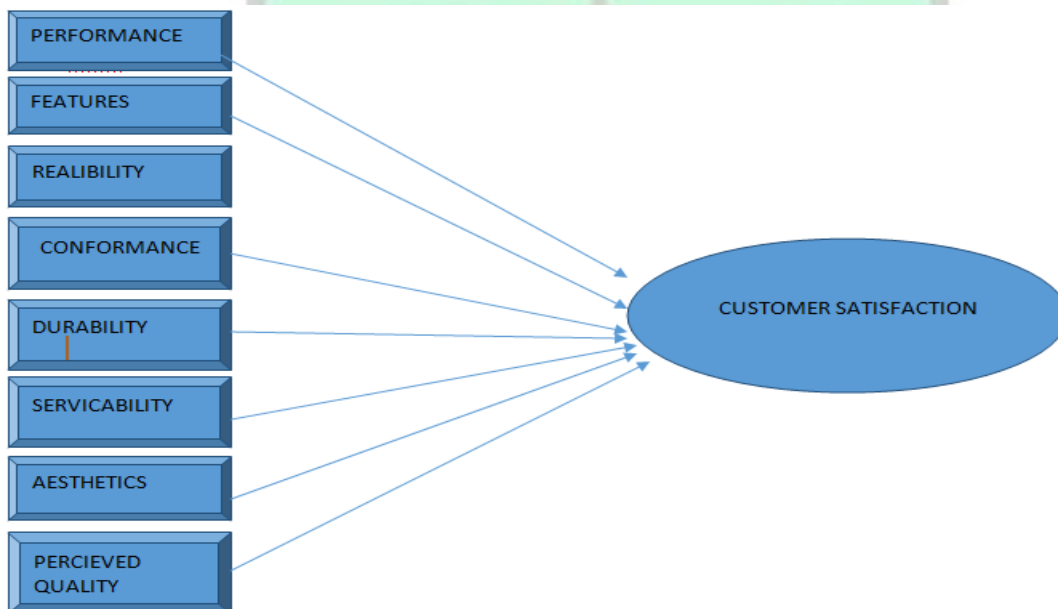 PERFORMANCE
FEATURES
REALIBILITY
CONFORMANCE
DURABILITY
SERVICABILITY
AESTHETICS
PERCIEVED
QUALITY
CUSTOMER SATISFACTION